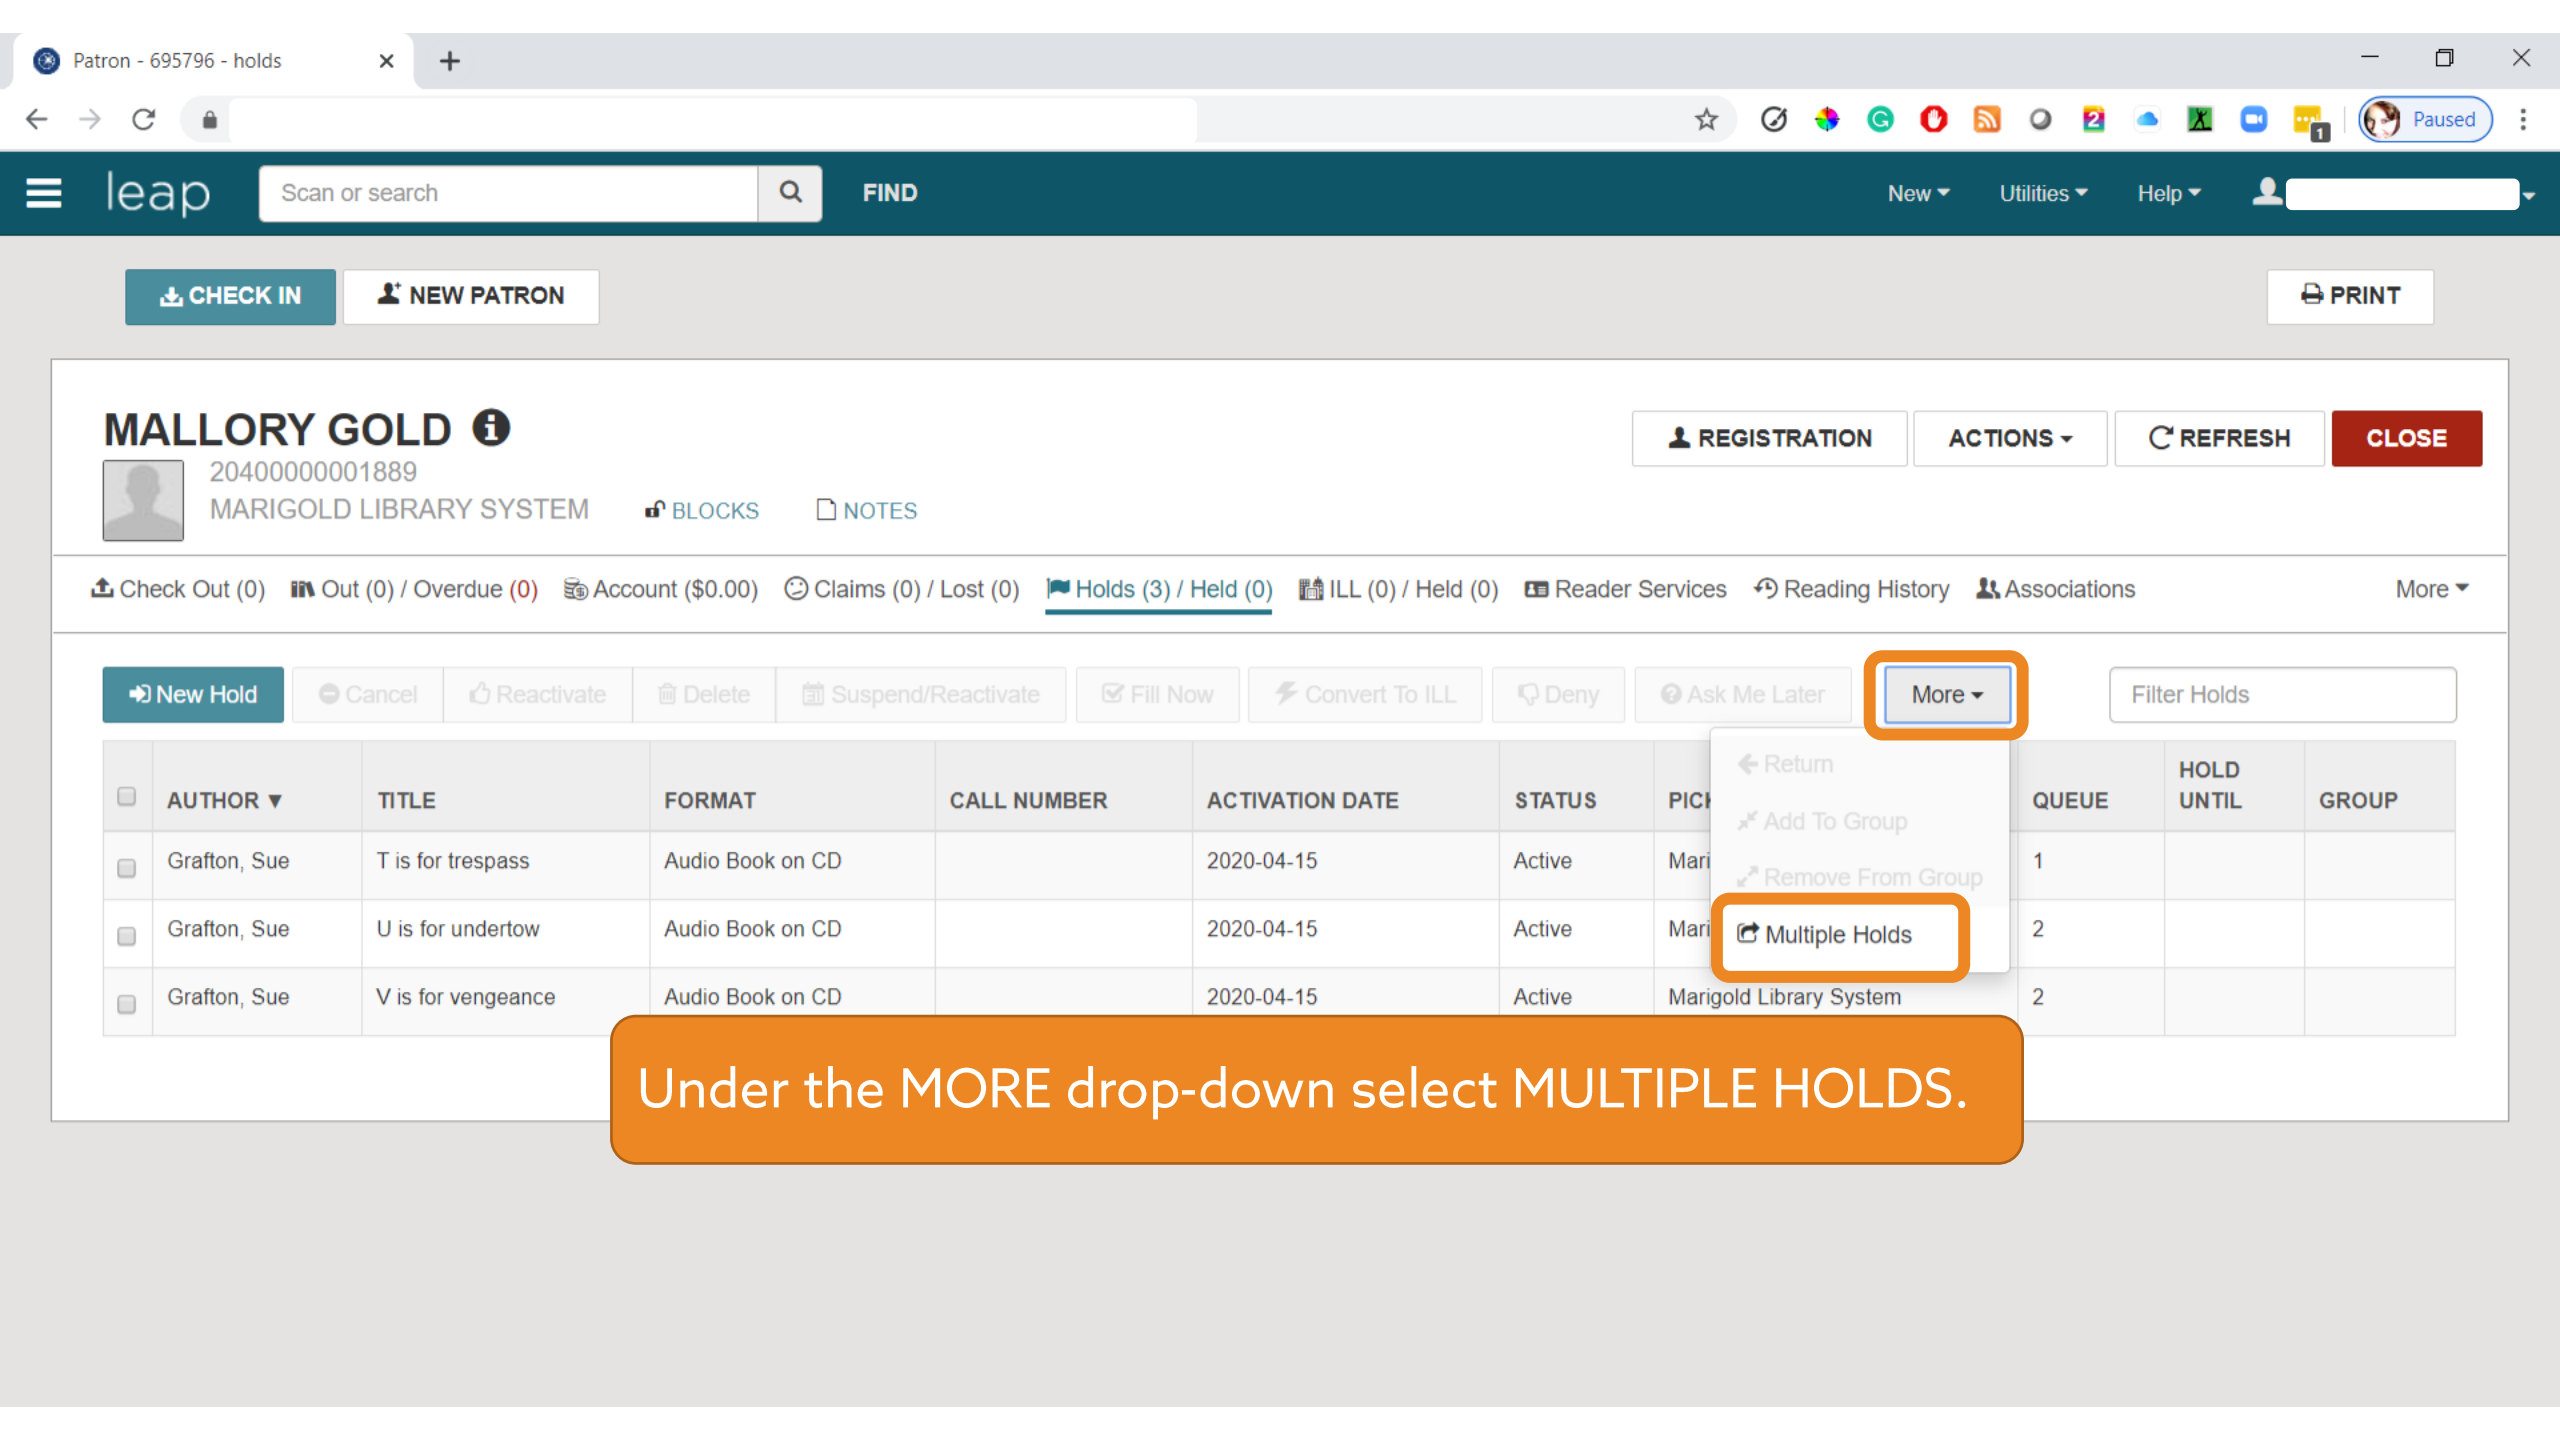 Patron - 695796 - holds
Paused
2
1
leap Scan or search FIND New Utilities Help
CHECK IN NEW PATRON PRINT
MALLORY GOLD
REGISTRATION ACTIONS REFRESH CLOSE
20400000001889
MARIGOLD LIBRARY SYSTEM BLOCKS NOTES
Check Out (0) Out (0) / Overdue (0) Account ($0.00) Claims (0) / Lost (0) Holds (3) / Held (0) ILL (0) / Held (0) Reader Services Reading History Associations More
New Hold Cancel Reactivate Delete Suspend/Reactivate Fill Now Convert To ILL Deny Ask Me Later More Filter Holds
AUTHOR TITLE FORMAT CALL NUMBER ACTIVATION DATE STATUS PICK QUEUE HOLD UNTIL GROUP
Return
Add To Group
Remove From Group
Multiple Holds
Grafton, Sue T is for trespass Audio Book on CD 2020-04-15 Active Mari 1
Grafton, Sue U is for undertow Audio Book on CD 2020-04-15 Active Mari 2
Grafton, Sue V is for vengeance Audio Book on CD 2020-04-15 Active Marigold Library System 2
Under the MORE drop-down select MULTIPLE HOLDS.